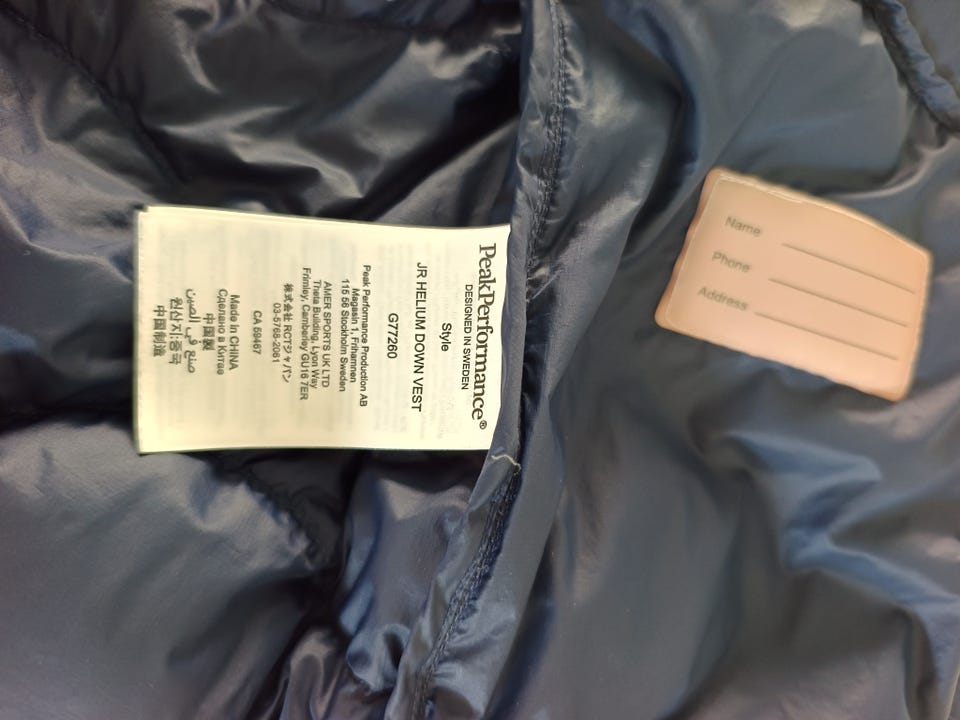 PeakPerformance®
DESIGNED IN SWEDEN
Style
JR HELIUM DOWN VEST
G77260
Peak Performance Production AB
Magasin 1, Frihamnen
115 56 Stockholm Sweden
AMER SPORTS UK LTD
Theta Building, Lyon Way
Frimley, Camberley GU16 7ER
株式会社 RCTジャパン
03-5768-2061
CA 59467
Made in CHINA
Сделано в Китае
中国製
صنع في الصين
원산지:중국
中国制造
Name
Phone
Address